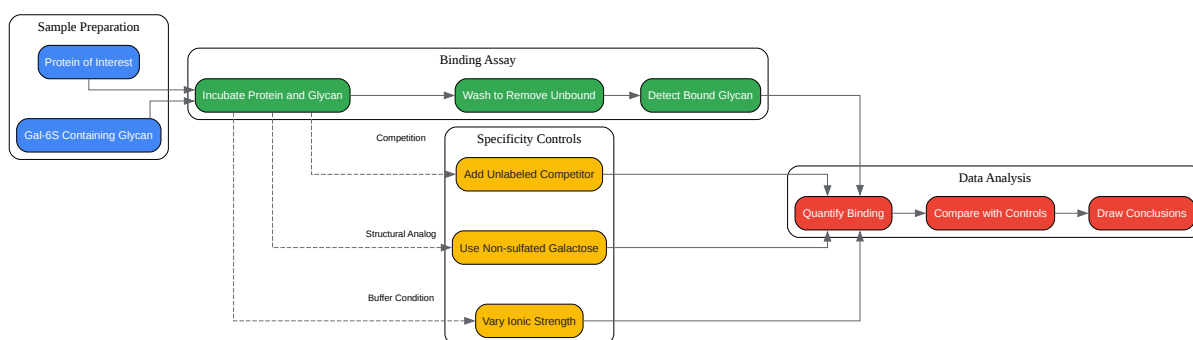 Sample Preparation
Protein of Interest
Gal-6S Containing Glycan
Binding Assay
Incubate Protein and Glycan
Wash to Remove Unbound
Detect Bound Glycan
Competition
Structural Analog
Buffer Condition
Specificity Controls
Add Unlabeled Competitor
Use Non-sulfated Galactose
Vary Ionic Strength
Data Analysis
Quantify Binding
Compare with Controls
Draw Conclusions